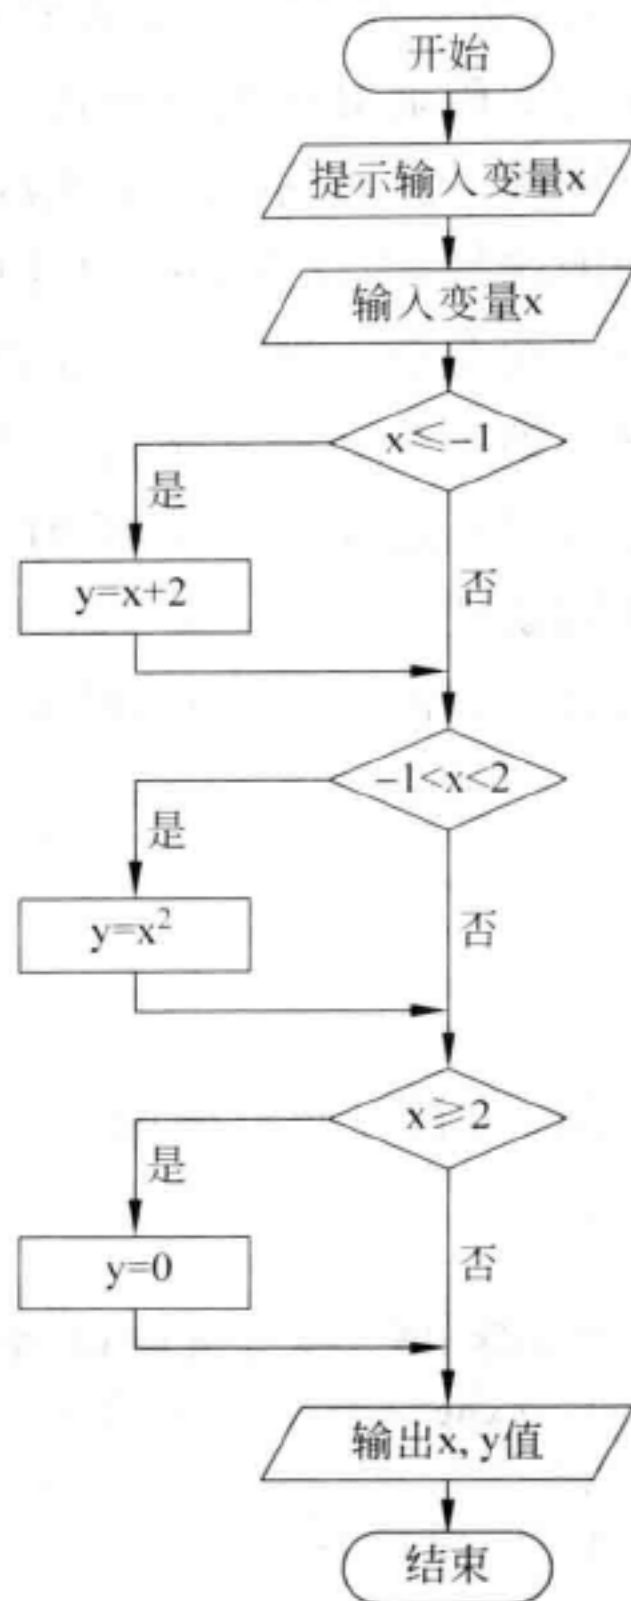 开始
提示输入变量x
输入变量x
x≤-1
是
y=x+2
否
-1<x<2
是
y=x²
否
x≥2
是
y=0
否
输出x, y值
结束